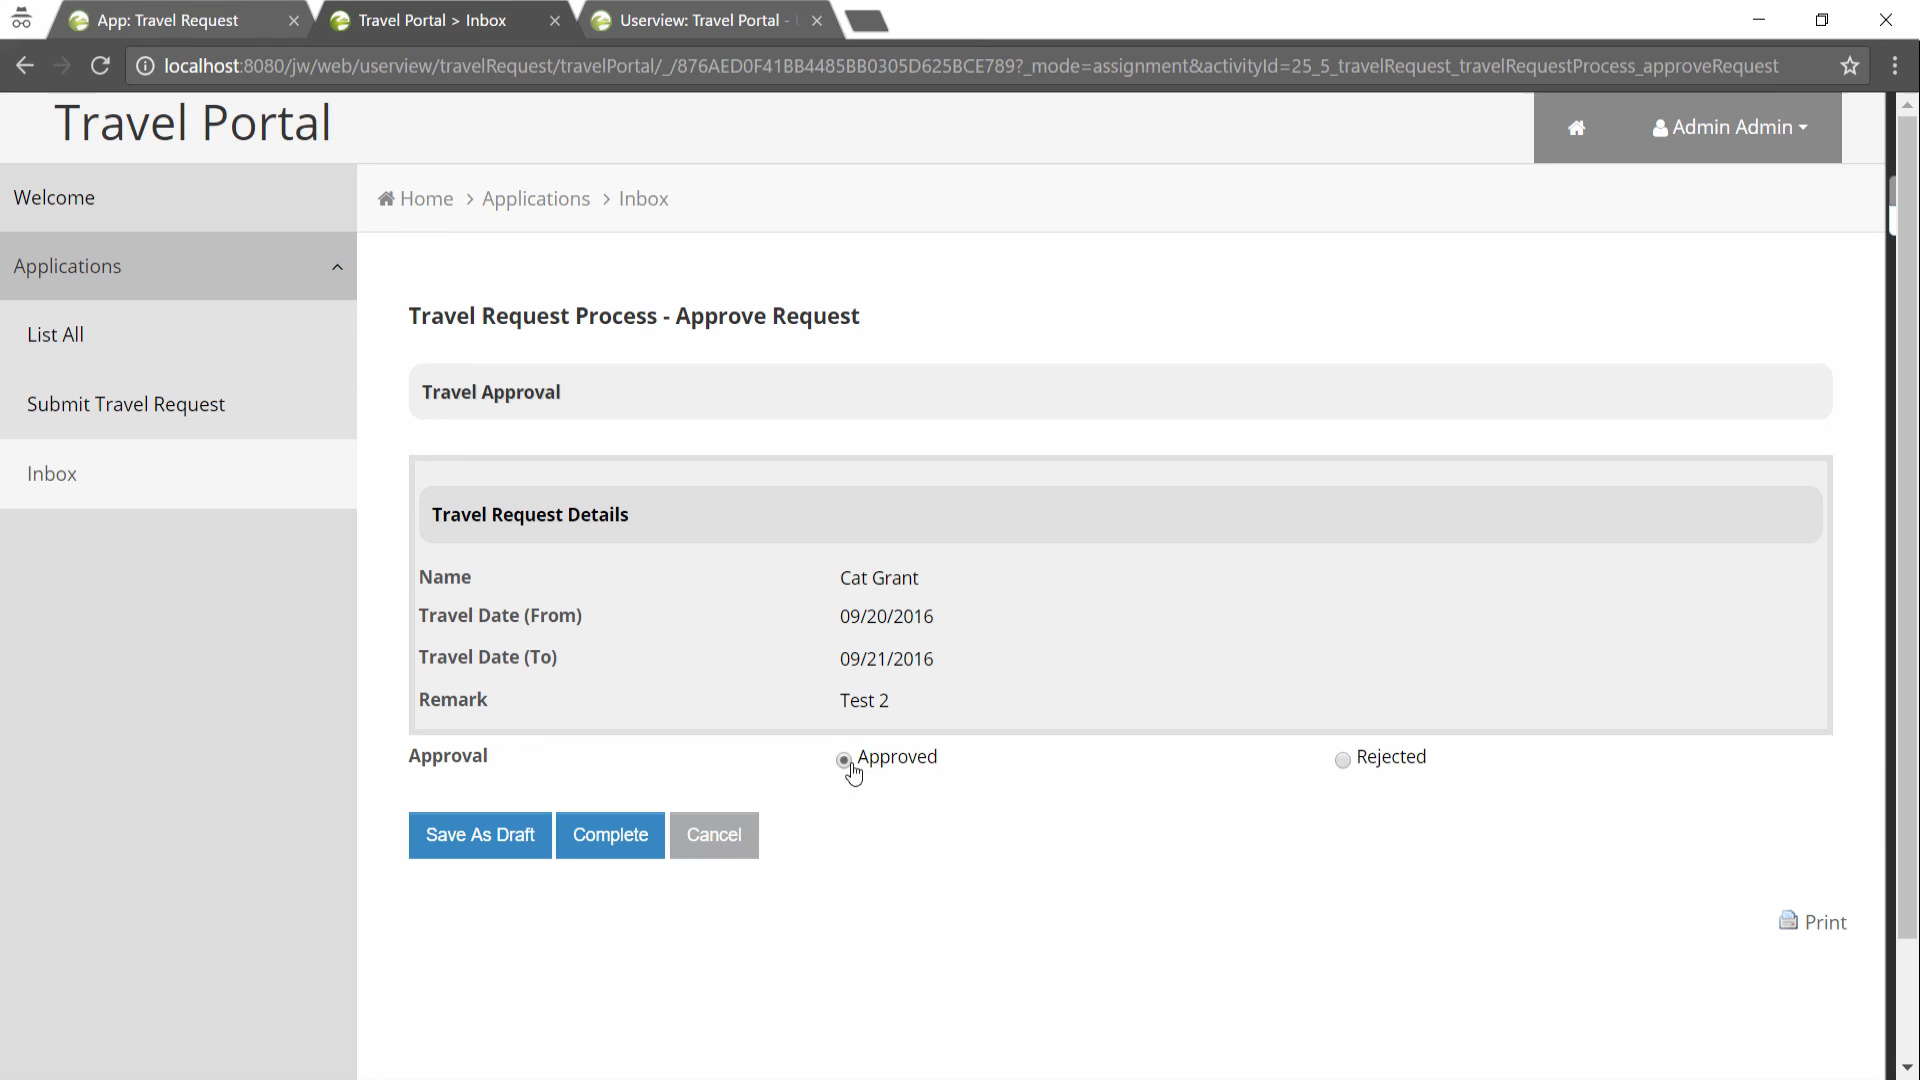 App: Travel Request
Travel Portal > Inbox
Userview: Travel Portal -
localhost:8080/jw/web/userview/travelRequest/travelPortal/_/876AED0F41BB4485BB0305D625BCE789?_mode=assignment&activityId=25_5_travelRequest_travelRequestProcess_approveRequest
Travel Portal
Admin Admin
Welcome
Home > Applications > Inbox
Applications
List All
Submit Travel Request
Inbox
Travel Request Process - Approve Request
Travel Approval
Travel Request Details
Name Cat Grant
Travel Date (From) 09/20/2016
Travel Date (To) 09/21/2016
Remark Test 2
Approval Approved Rejected
Save As Draft Complete Cancel
Print